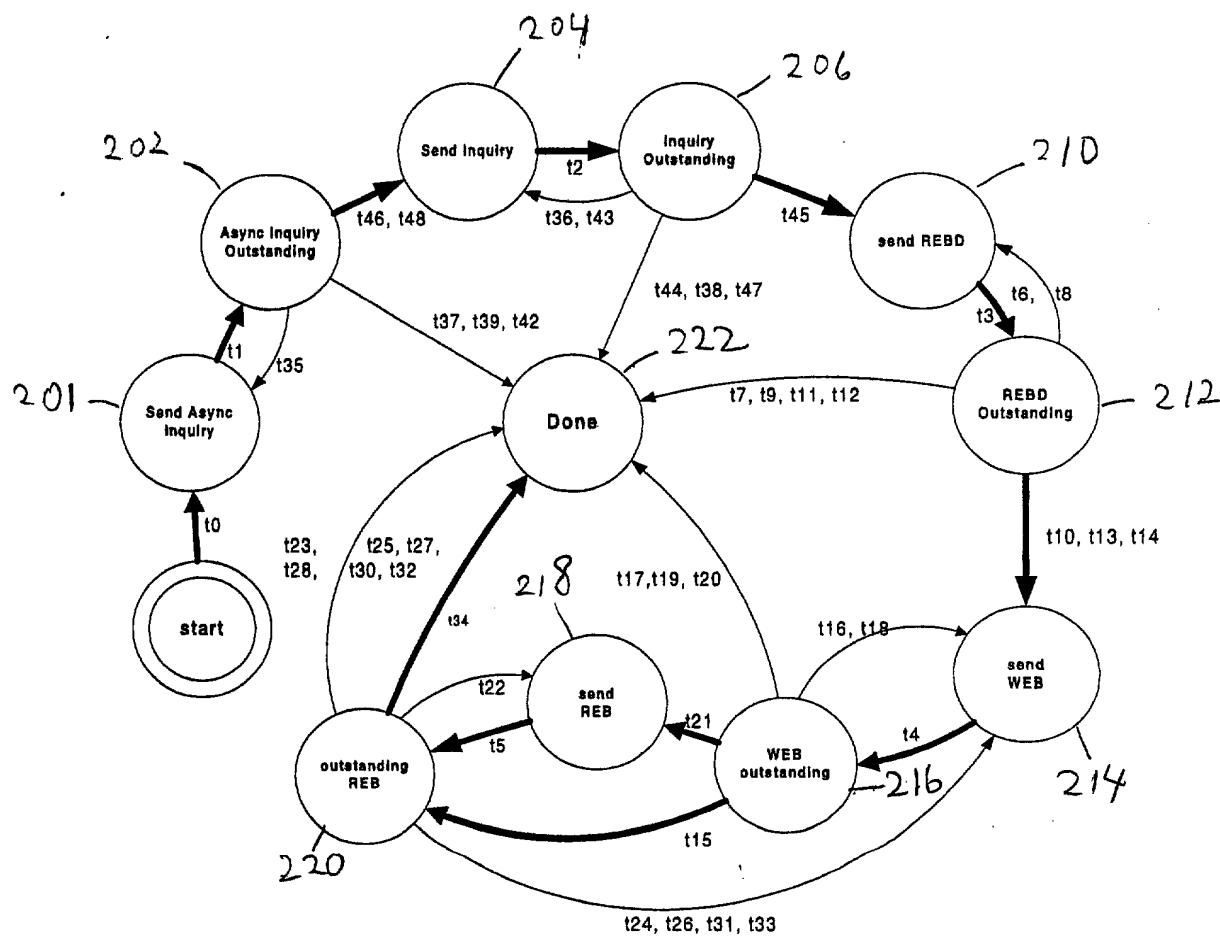 204
206
202
Send Inquiry
Inquiry
Outstanding
210
t2
t46, t48
t36, t43
t45
Async Inquiry
Outstanding
send REBD
t44, t38, t47
t6, t8
t3
t37, t39, t42
t1
t35
222
201
Send Async
Inquiry
Done
t7, t9, t11, t12
REBD
Outstanding
212
t0
t23, t25, t27,
t28, t30, t32
t10, t13, t14
218
t17,t19, t20
start
t34
t16, t18
send
WEB
t22
send
REB
t21
t5
t4
outstanding
REB
WEB
outstanding
216
214
t15
220
t24, t26, t31, t33